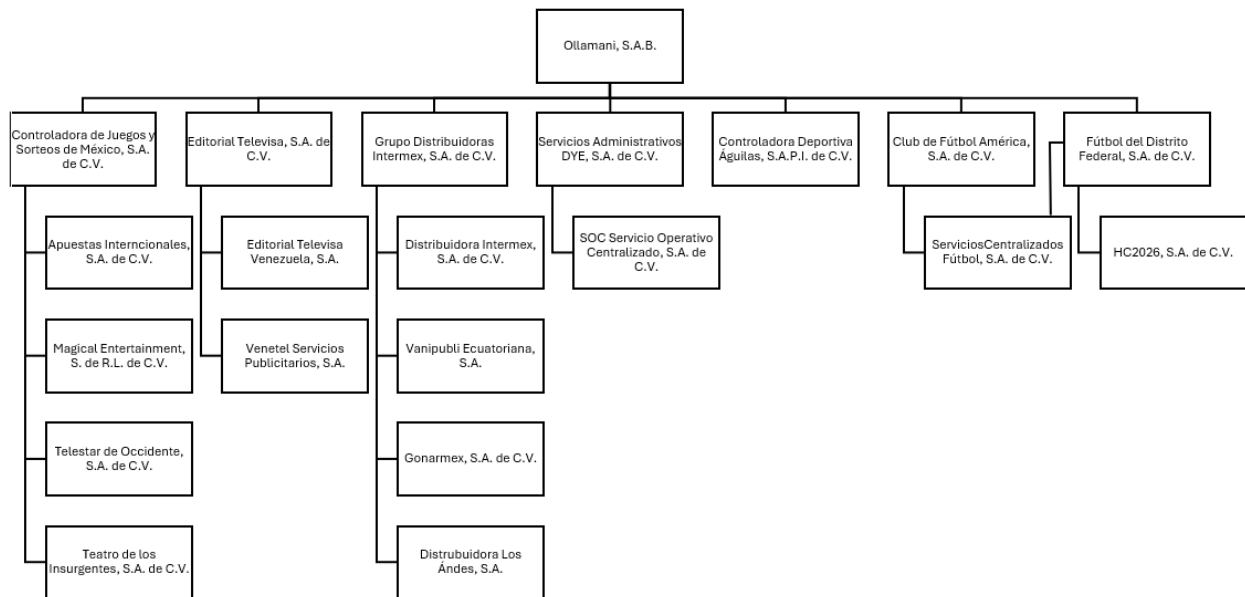 Ollamani, S.A.B.
Controladora de Juegos y
Sorteos de México, S.A.
de C.V.
Editorial Televisa, S.A. de
C.V.
Grupo Distribuidoras
Intermex, S.A. de C.V.
Servicios Administrativos
DYE, S.A. de C.V.
Controladora Deportiva
Águilas, S.A.P.I. de C.V.
Club de Fútbol América,
S.A. de C.V.
Fútbol del Distrito
Federal, S.A. de C.V.
Apuestas Interncionales,
S.A. de C.V.
Editorial Televisa
Venezuela, S.A.
Distribuidora Intermex,
S.A. de C.V.
SOC Servicio Operativo
Centralizado, S.A. de
C.V.
ServiciosCentralizados
Fútbol, S.A. de C.V.
HC2026, S.A. de C.V.
Magical Entertainment,
S. de R.L. de C.V.
Venetel Servicios
Publicitarios, S.A.
Vanipubli Ecuatoriana,
S.A.
Telestar de Occidente,
S.A. de C.V.
Gonarmex, S.A. de C.V.
Teatro de los
Insurgentes, S.A. de C.V.
Distrubuidora Los
Ándes, S.A.